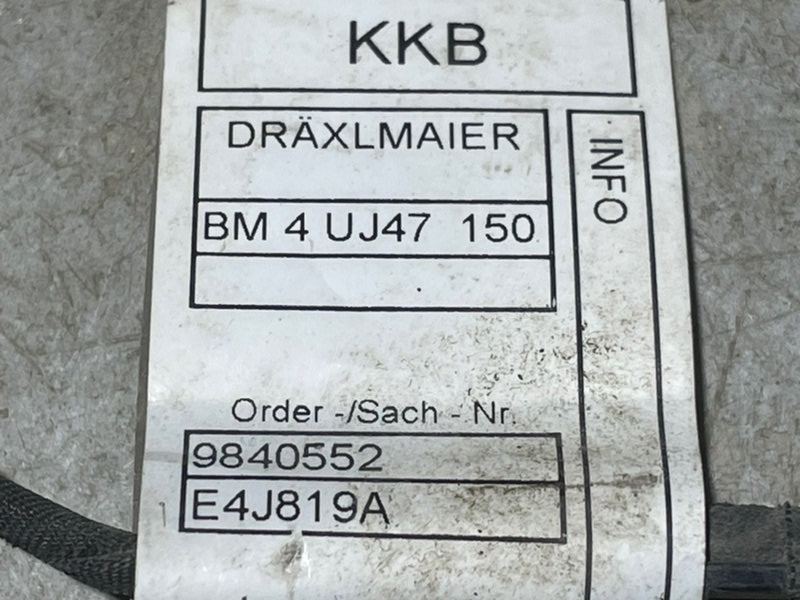 KKB
DRÄXLMAIER
INFO
BM 4 UJ47 150
Order -/Sach - Nr.
9840552
E4J819A